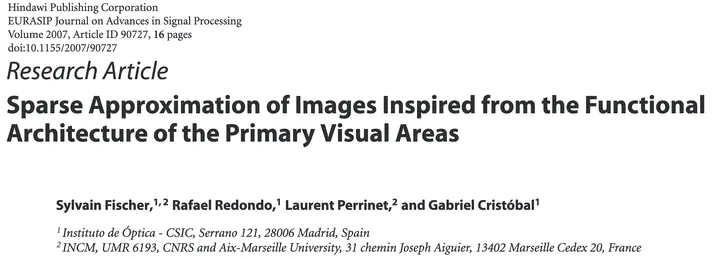 Hindawi Publishing Corporation
EURASIP Journal on Advances in Signal Processing
Volume 2007, Article ID 90727, 16 pages
doi:10.1155/2007/90727
Research Article
Sparse Approximation of Images Inspired from the Functional
Architecture of the Primary Visual Areas
Sylvain Fischer,1, 2 Rafael Redondo,1 Laurent Perrinet,2 and Gabriel Cristóbal1
1 Instituto de Óptica - CSIC, Serrano 121, 28006 Madrid, Spain
2 INCM, UMR 6193, CNRS and Aix-Marseille University, 31 chemin Joseph Aiguier, 13402 Marseille Cedex 20, France